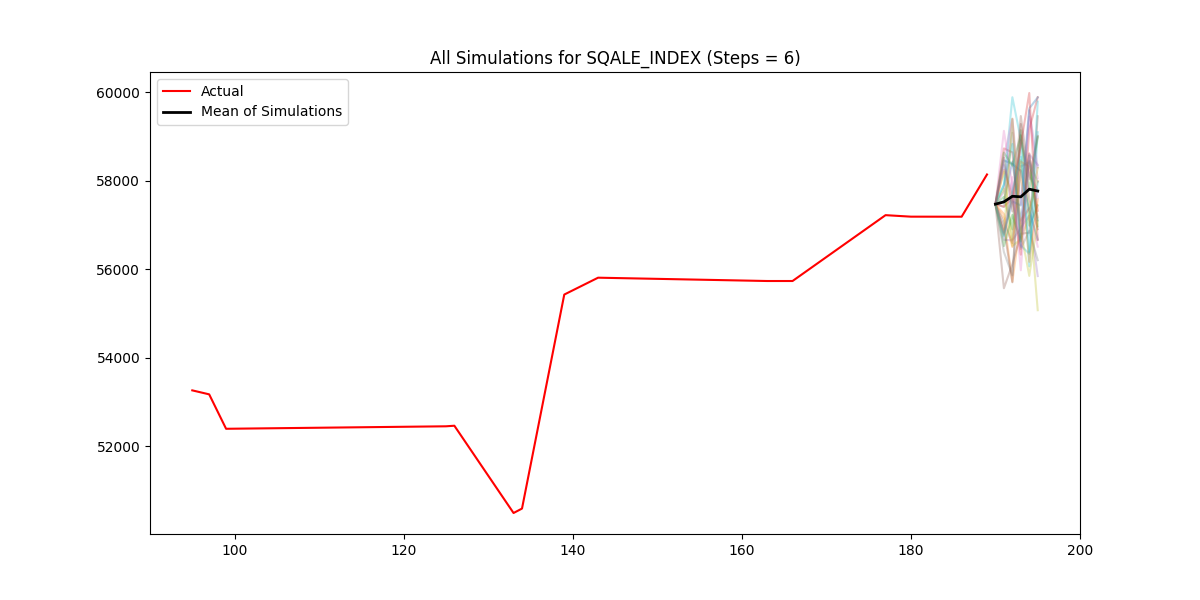 All Simulations for SQALE_INDEX (Steps = 6)
Actual
Mean of Simulations
60000
58000
56000
54000
52000
100 120 140 160 180 200